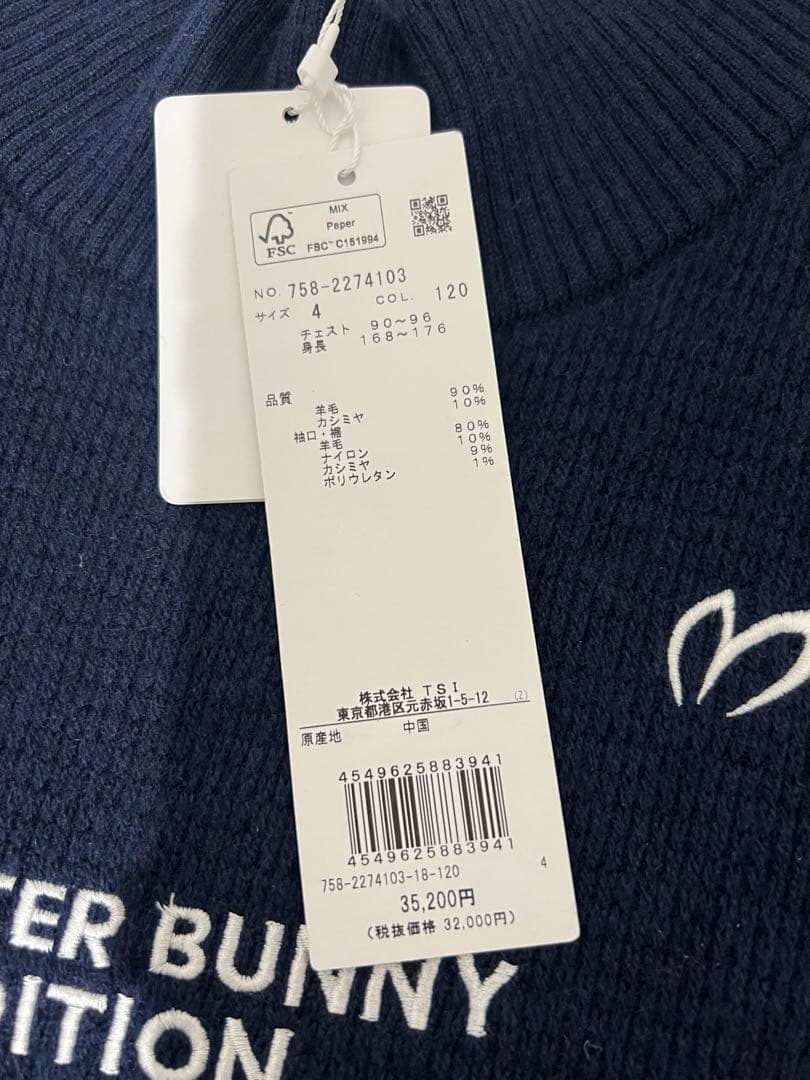 MIX
Paper
FSC™ C151994
FSC™
NO. 758-2274103
サイズ 4 COL. 120
チェスト 90～96
身長 168～176
品質
羊毛 90%
カシミヤ 10%
袖口・裾
羊毛 80%
ナイロン 10%
カシミヤ 9%
ポリウレタン 1%
株式会社 TSI
東京都港区元赤坂1-5-12 (Z)
原産地 中国
4549625883941
4549625883941
758-2274103-18-120 4
35,200円
(税抜価格 32,000円)
TER BUNNY
DITION